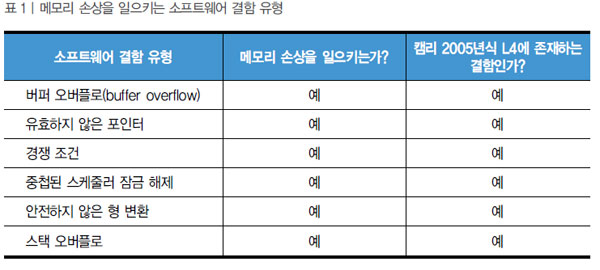 표 1 | 메모리 손상을 일으키는 소프트웨어 결함 유형
소프트웨어 결함 유형 메모리 손상을 일으키는가? 캠리 2005년식 L4에 존재하는 결함인가?
버퍼 오버플로(buffer overflow) 예 예
유효하지 않은 포인터 예 예
경쟁 조건 예 예
중첩된 스케줄러 잠금 해제 예 예
안전하지 않은 형 변환 예 예
스택 오버플로 예 예